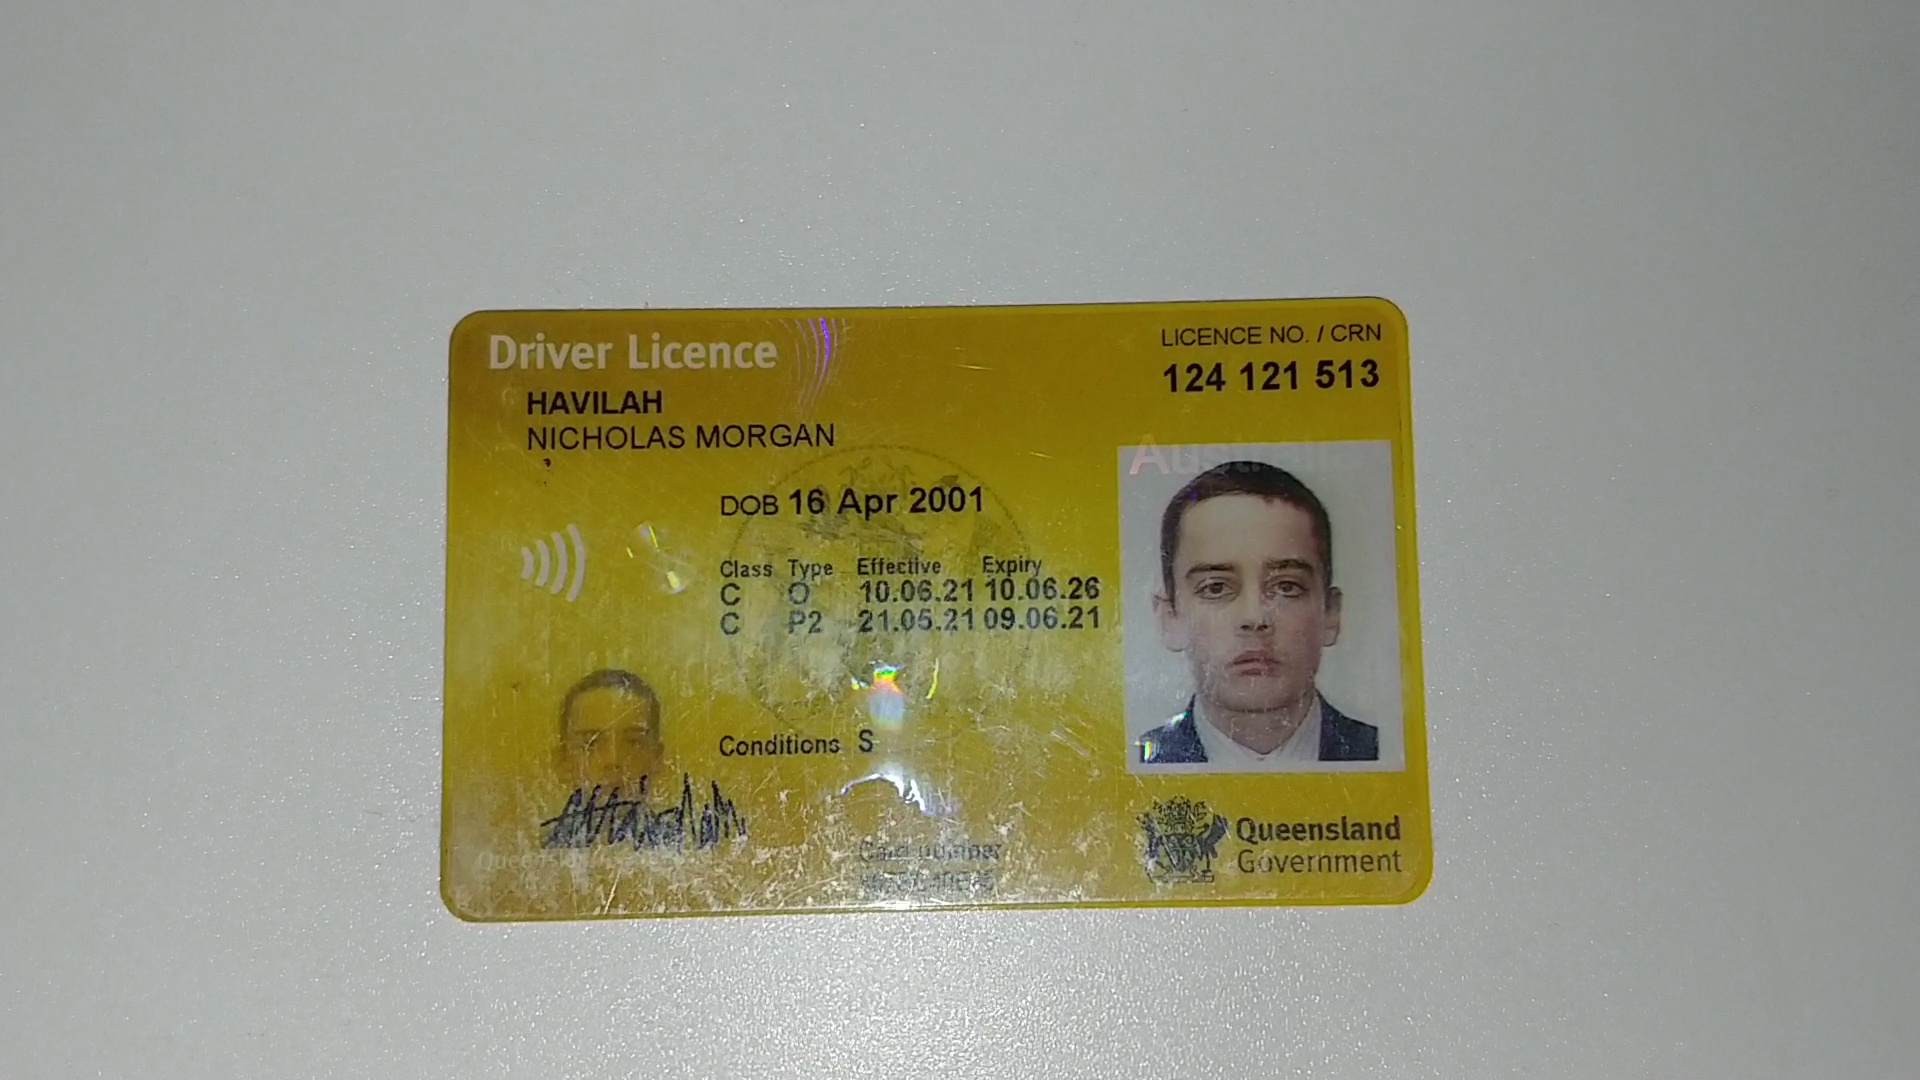 Driver Licence
LICENCE NO. / CRN
124 121 513
HAVILAH
NICHOLAS MORGAN
Australia
DOB 16 Apr 2001
Class Type Effective Expiry
C O 10.06.21 10.06.26
C P2 21.05.21 09.06.21
Conditions S
Queensland
Government
Card number